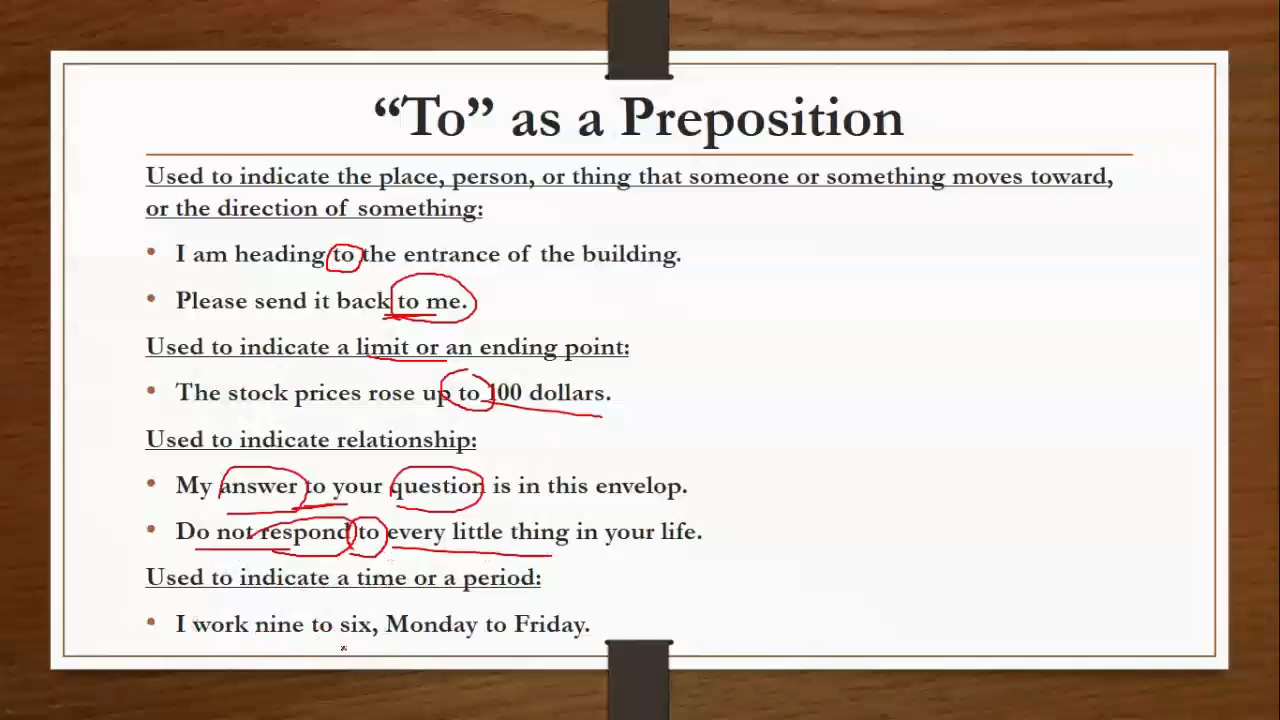 “To” as a Preposition
Used to indicate the place, person, or thing that someone or something moves toward,
or the direction of something:
• I am heading to the entrance of the building.
• Please send it back to me.
Used to indicate a limit or an ending point:
• The stock prices rose up to 100 dollars.
Used to indicate relationship:
• My answer to your question is in this envelop.
• Do not respond to every little thing in your life.
Used to indicate a time or a period:
• I work nine to six, Monday to Friday.